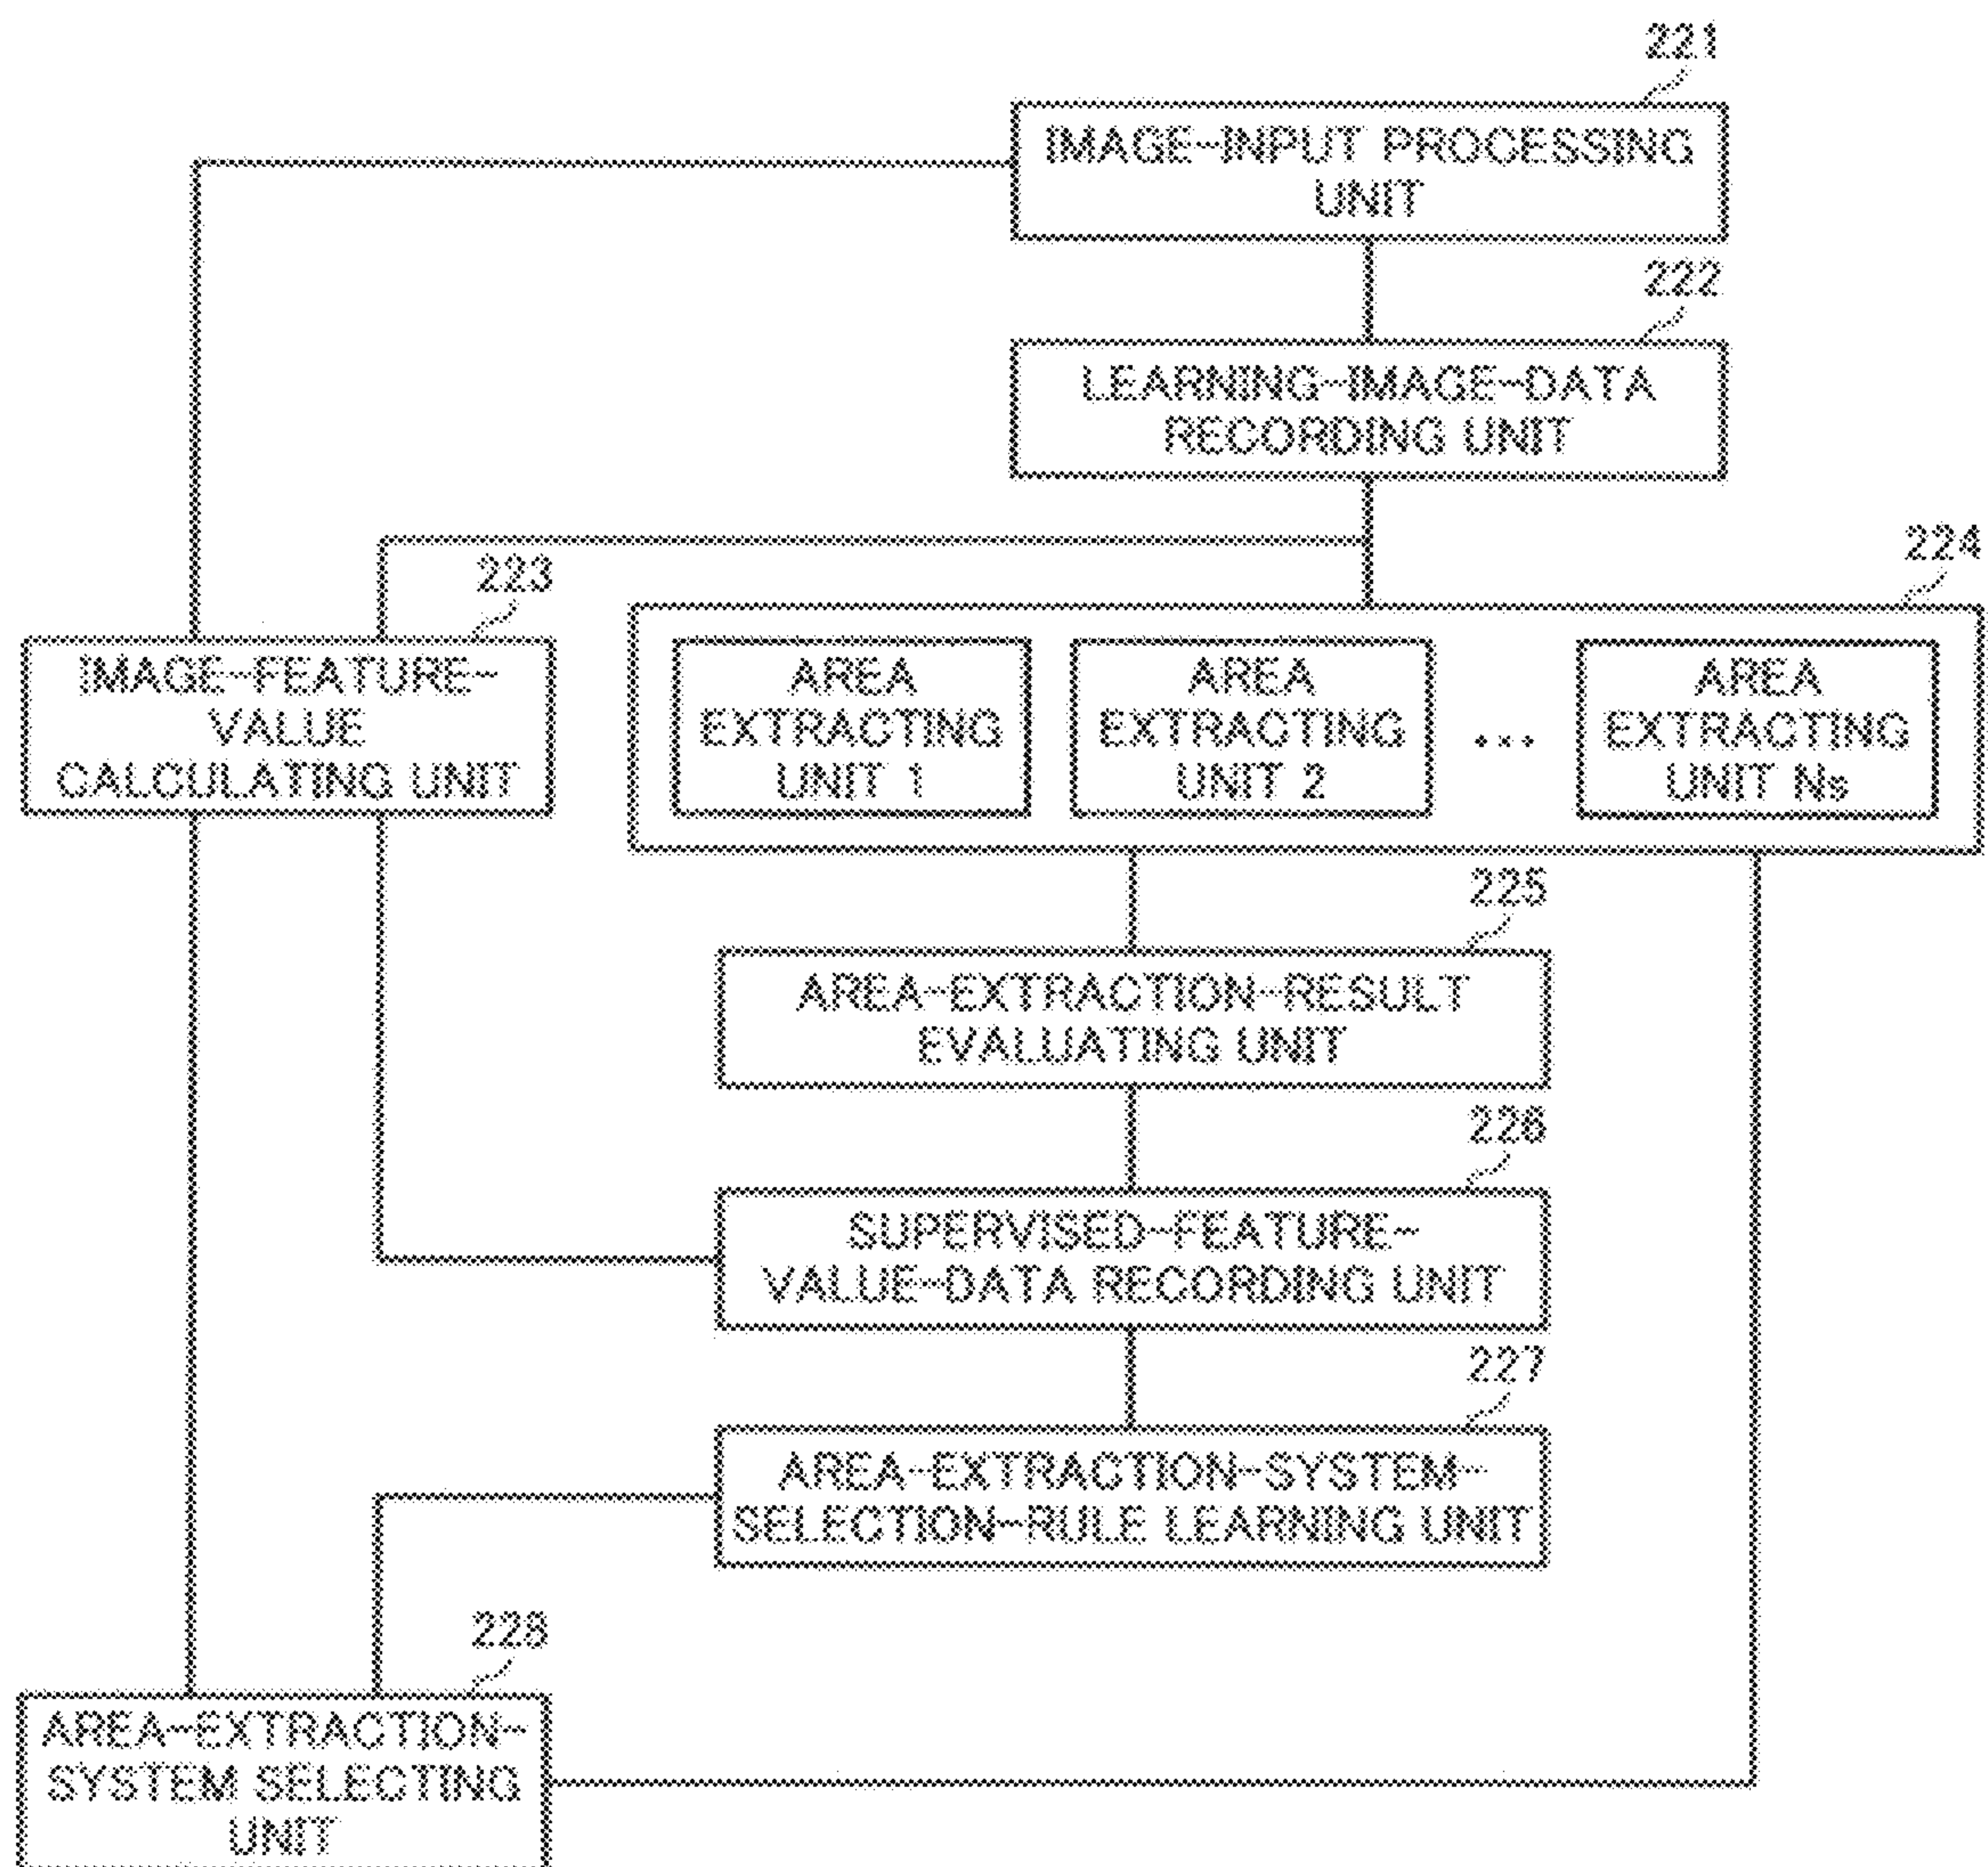 221
IMAGE-INPUT PROCESSING
UNIT
222
LEARNING-IMAGE-DATA
RECORDING UNIT
223
IMAGE-FEATURE-
VALUE
CALCULATING UNIT
224
AREA
EXTRACTING
UNIT 1
AREA
EXTRACTING
UNIT 2
...
AREA
EXTRACTING
UNIT Ns
225
AREA-EXTRACTION-RESULT
EVALUATING UNIT
226
SUPERVISED-FEATURE-
VALUE-DATA RECORDING UNIT
227
AREA-EXTRACTION-SYSTEM-
SELECTION-RULE LEARNING UNIT
228
AREA-EXTRACTION-
SYSTEM SELECTING
UNIT